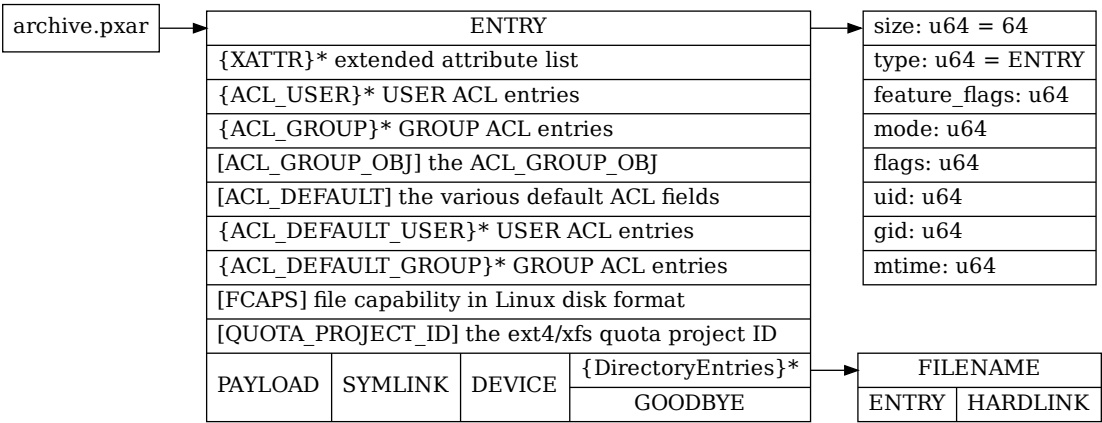 archive.pxar
ENTRY
{XATTR}* extended attribute list
{ACL_USER}* USER ACL entries
{ACL_GROUP}* GROUP ACL entries
[ACL_GROUP_OBJ] the ACL_GROUP_OBJ
[ACL_DEFAULT] the various default ACL fields
{ACL_DEFAULT_USER}* USER ACL entries
{ACL_DEFAULT_GROUP}* GROUP ACL entries
[FCAPS] file capability in Linux disk format
[QUOTA_PROJECT_ID] the ext4/xfs quota project ID
PAYLOAD
SYMLINK
DEVICE
{DirectoryEntries}*
GOODBYE
size: u64 = 64
type: u64 = ENTRY
feature_flags: u64
mode: u64
flags: u64
uid: u64
gid: u64
mtime: u64
FILENAME
ENTRY
HARDLINK